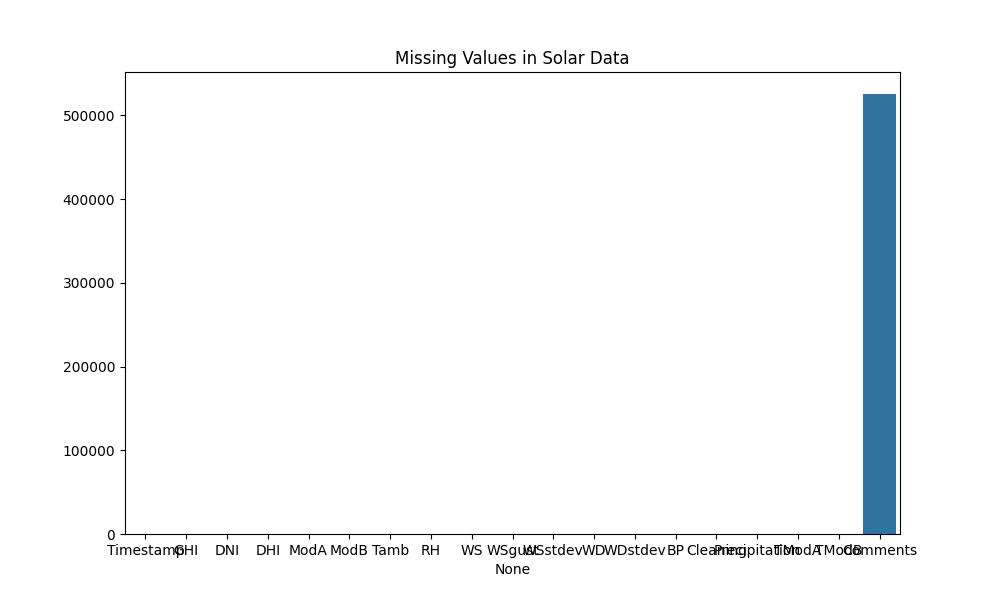 Missing Values in Solar Data
500000
400000
300000
200000
100000
0
Timestamp GHI DNI DHI ModA ModB Tamb RH WS WSgust WSstdev WD WDstdev BP Cleaning Precipitation TModA TModB Comments
None